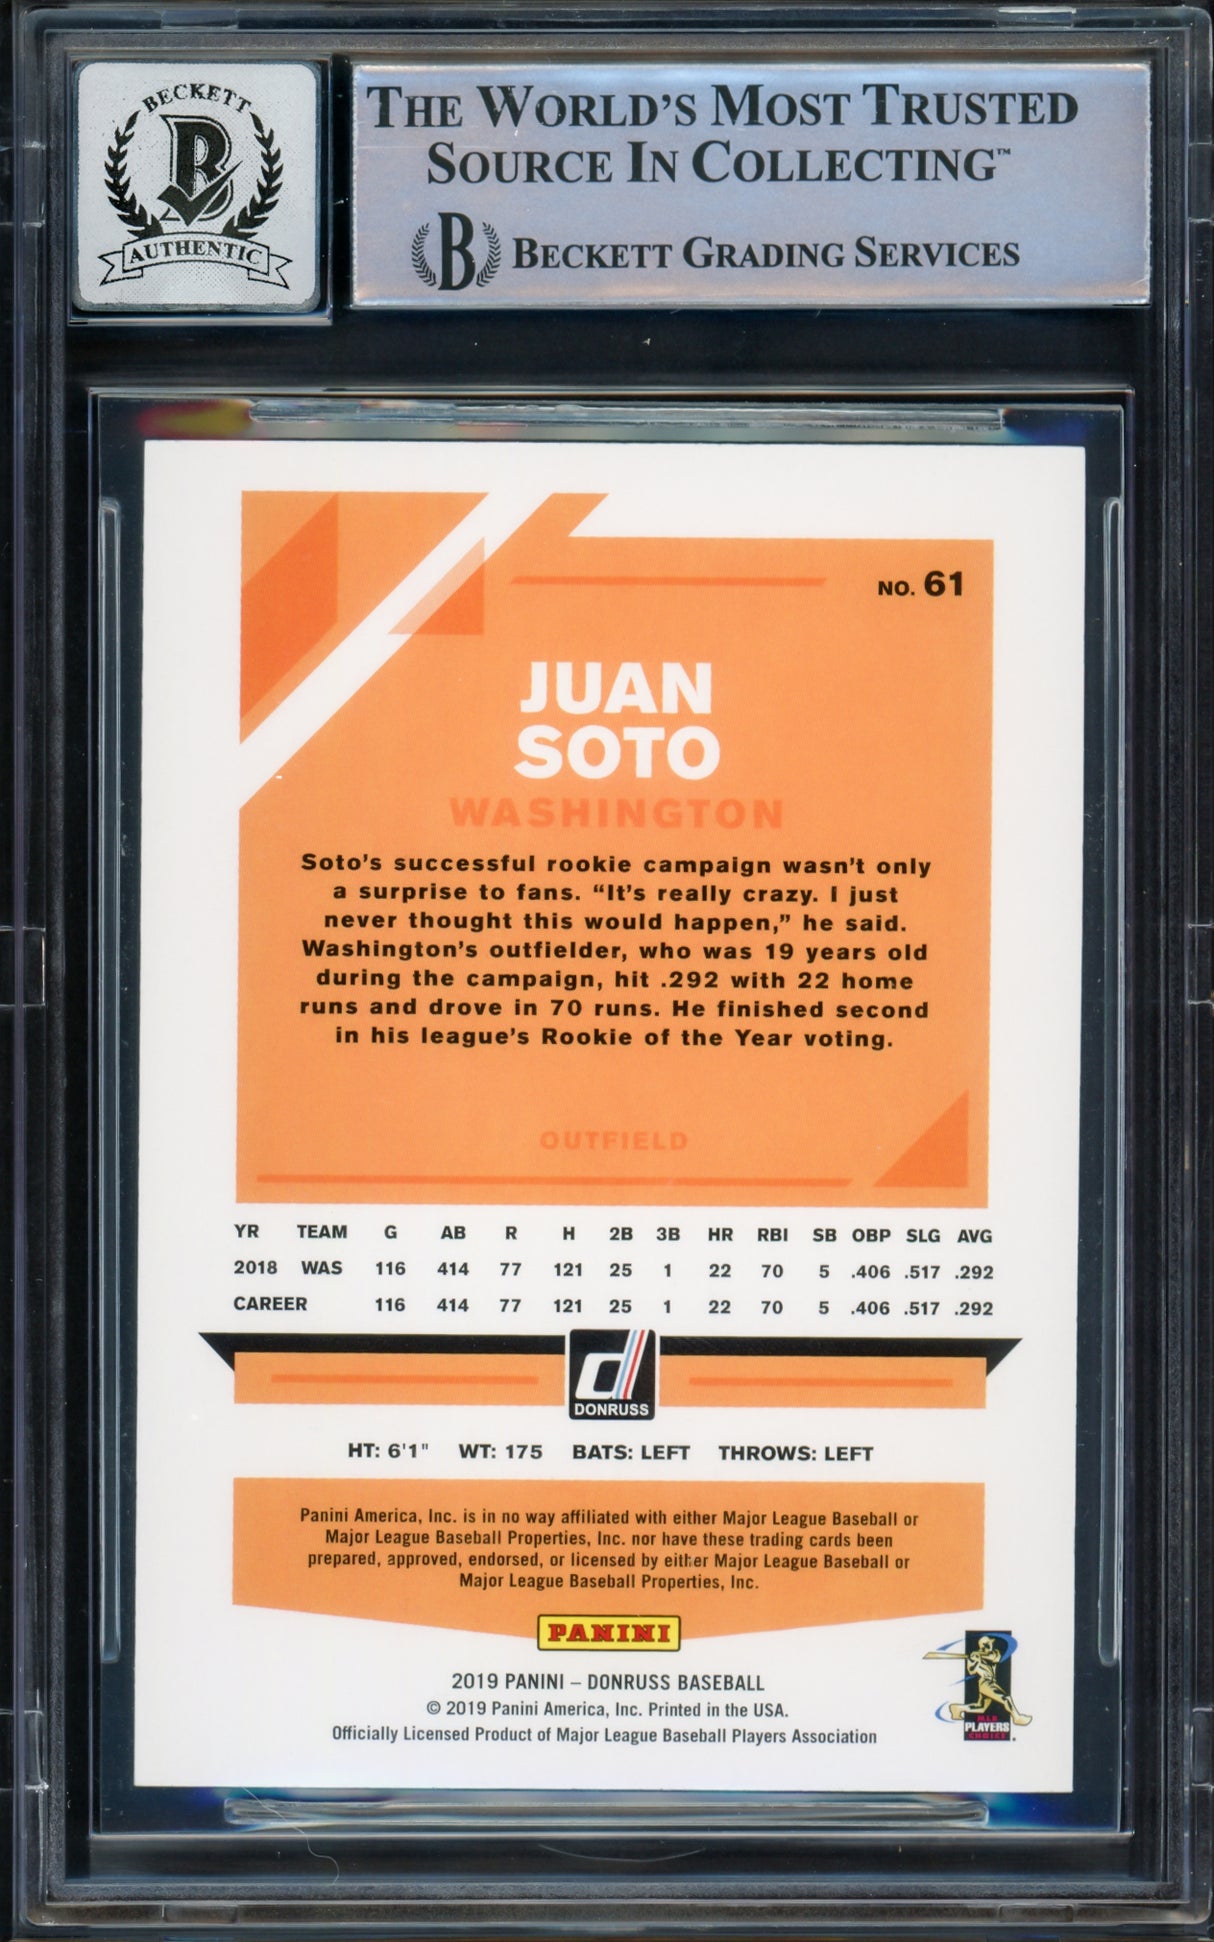 BECKETT
B
AUTHENTIC
THE WORLD'S MOST TRUSTED
SOURCE IN COLLECTING™
B BECKETT GRADING SERVICES
NO. 61
JUAN
SOTO
WASHINGTON
Soto's successful rookie campaign wasn't only
a surprise to fans. “It's really crazy. I just
never thought this would happen,” he said.
Washington's outfielder, who was 19 years old
during the campaign, hit .292 with 22 home
runs and drove in 70 runs. He finished second
in his league's Rookie of the Year voting.
OUTFIELD
YR TEAM G AB R H 2B 3B HR RBI SB OBP SLG AVG
2018 WAS 116 414 77 121 25 1 22 70 5 .406 .517 .292
CAREER 116 414 77 121 25 1 22 70 5 .406 .517 .292
d
DONRUSS
HT: 6'1" WT: 175 BATS: LEFT THROWS: LEFT
Panini America, Inc. is in no way affiliated with either Major League Baseball or
Major League Baseball Properties, Inc. nor have these trading cards been
prepared, approved, endorsed, or licensed by either Major League Baseball or
Major League Baseball Properties, Inc.
PANINI
2019 PANINI – DONRUSS BASEBALL
© 2019 Panini America, Inc. Printed in the USA.
Officially Licensed Product of Major League Baseball Players Association
MLB
PLAYERS
CHOICE